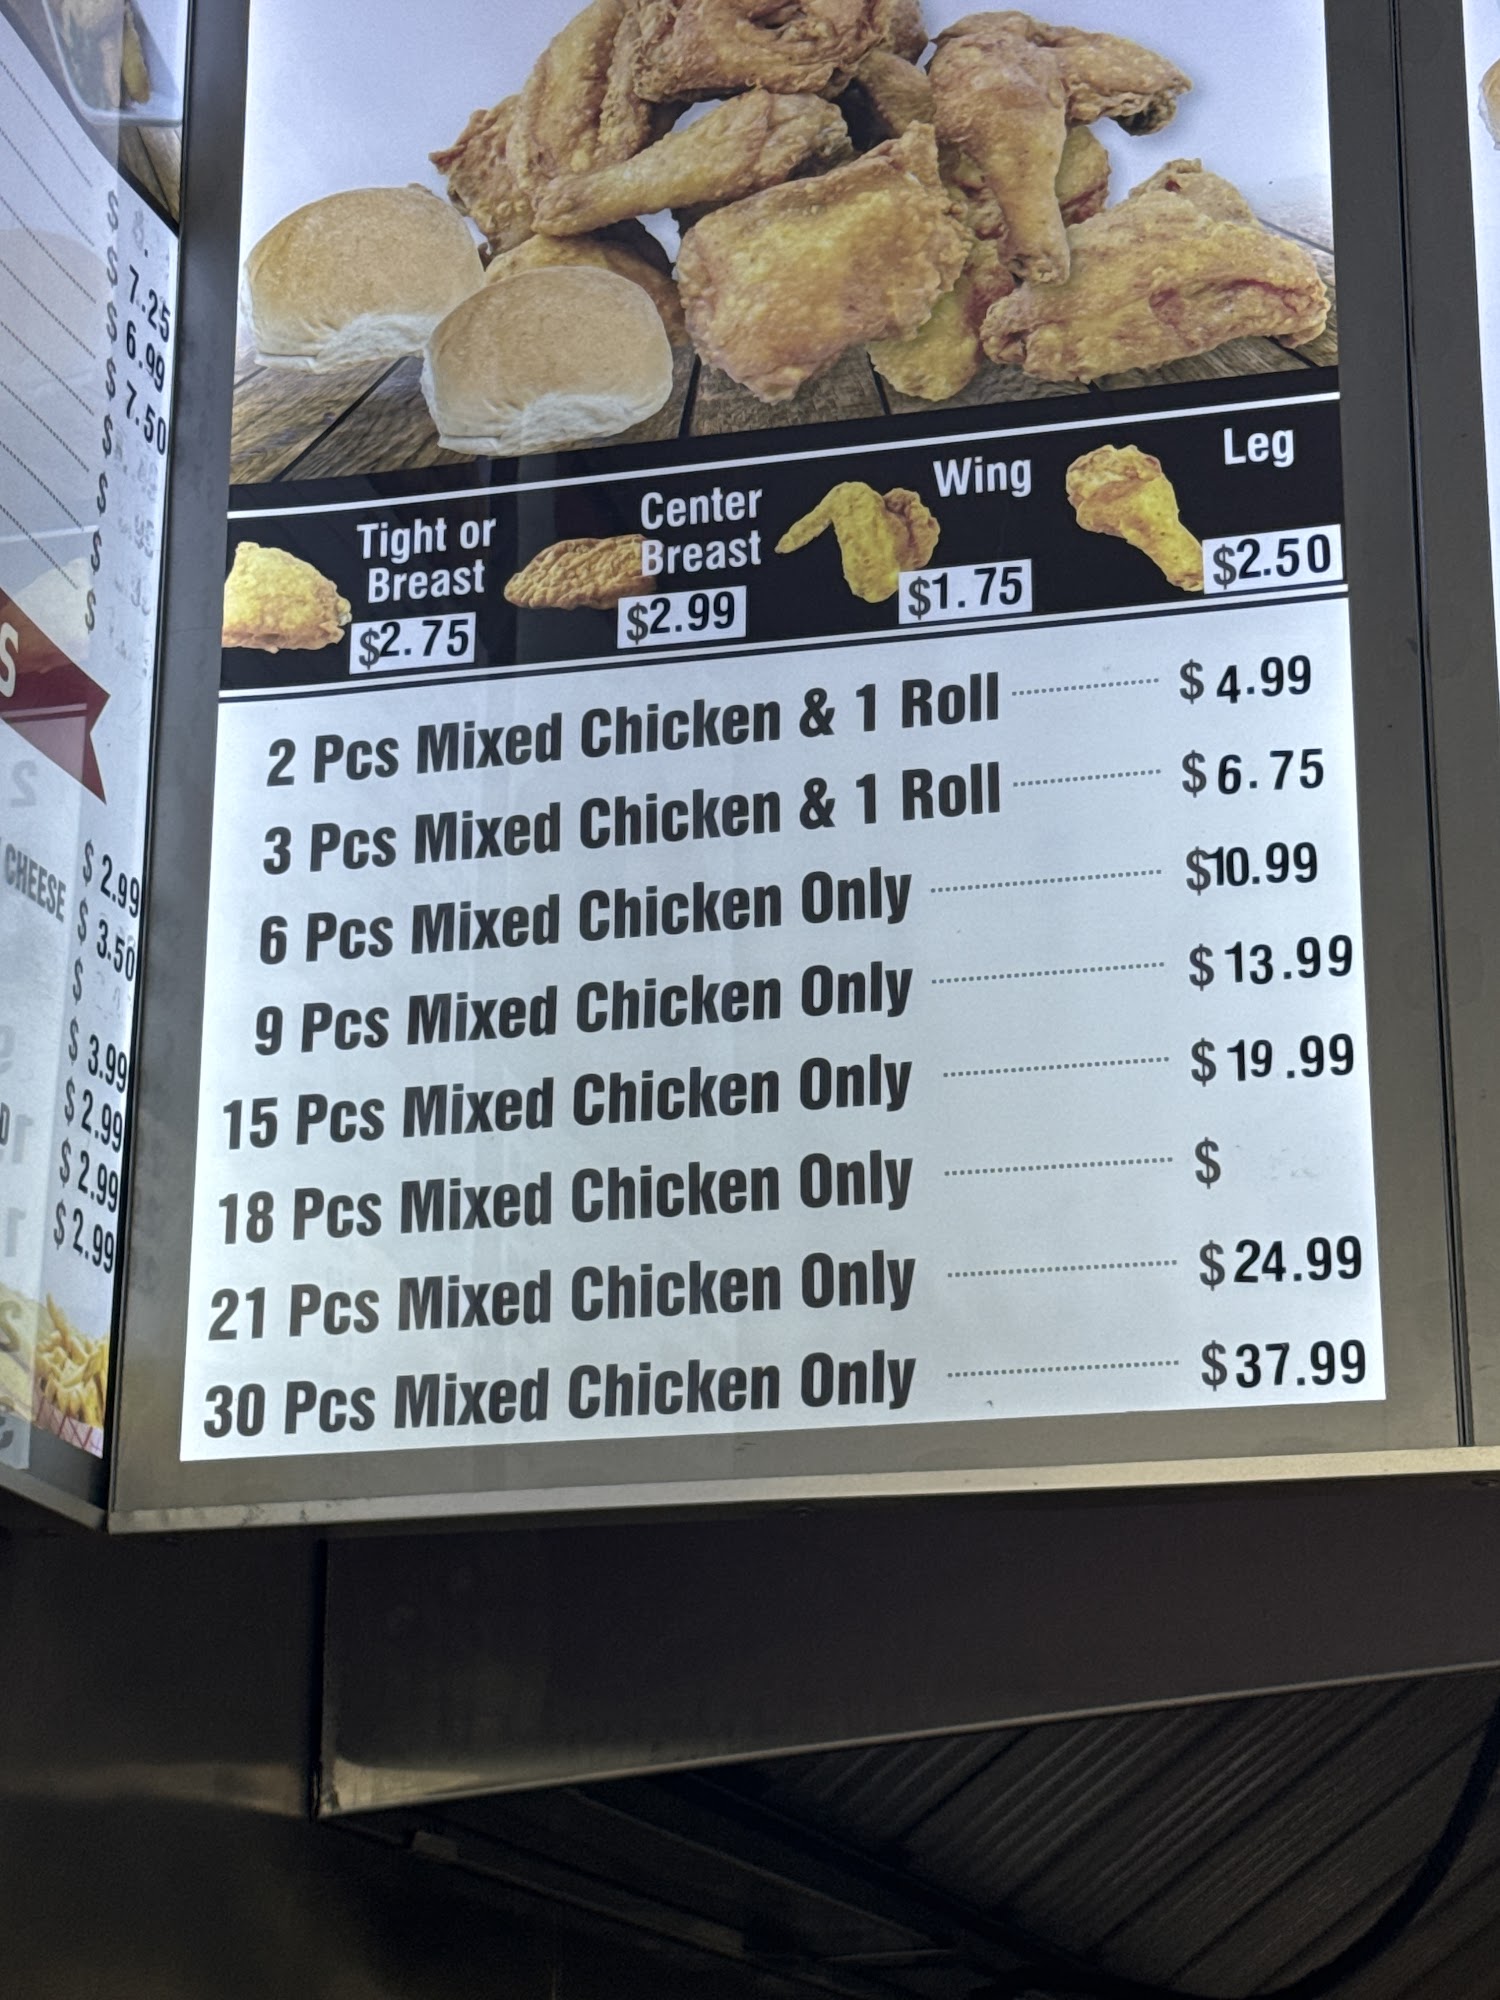 $
$ 7.25
$ 6.99
$ 7.50
$
$
$
$
S
CHEESE
$ 2.99
$ 3.50
$
$ 3.99
$ 2.99
$ 2.99
$ 2.99
Tight or
Breast
$2.75
Center
Breast
$2.99
Wing
$1.75
Leg
$2.50
2 Pcs Mixed Chicken & 1 Roll $ 4.99
3 Pcs Mixed Chicken & 1 Roll $ 6.75
6 Pcs Mixed Chicken Only $10.99
9 Pcs Mixed Chicken Only $ 13.99
15 Pcs Mixed Chicken Only $ 19.99
18 Pcs Mixed Chicken Only $
21 Pcs Mixed Chicken Only $ 24.99
30 Pcs Mixed Chicken Only $ 37.99